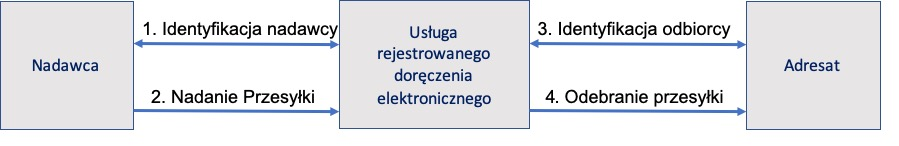 Nadawca
1. Identyfikacja nadawcy
2. Nadanie Przesyłki
Usługa
rejestrowanego
doręczenia
elektronicznego
3. Identyfikacja odbiorcy
4. Odebranie przesyłki
Adresat